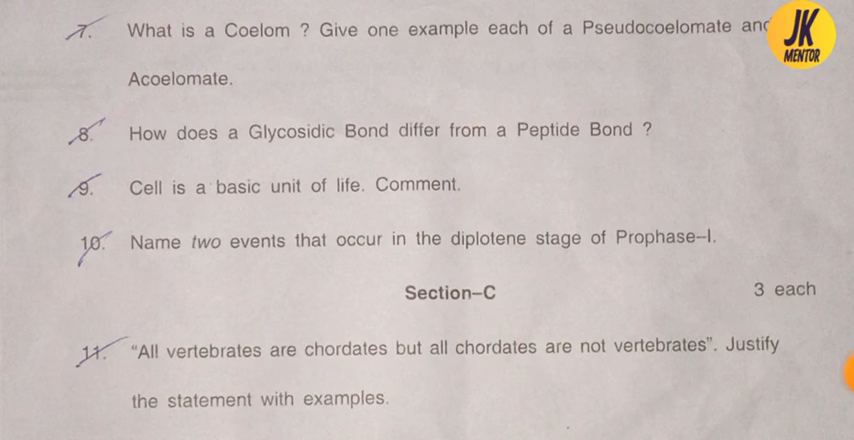 7. What is a Coelom ? Give one example each of a Pseudocoelomate and
JK
MENTOR
Acoelomate.
8. How does a Glycosidic Bond differ from a Peptide Bond ?
9. Cell is a basic unit of life. Comment.
10. Name two events that occur in the diplotene stage of Prophase–I.
Section–C 3 each
11. “All vertebrates are chordates but all chordates are not vertebrates”. Justify
the statement with examples.